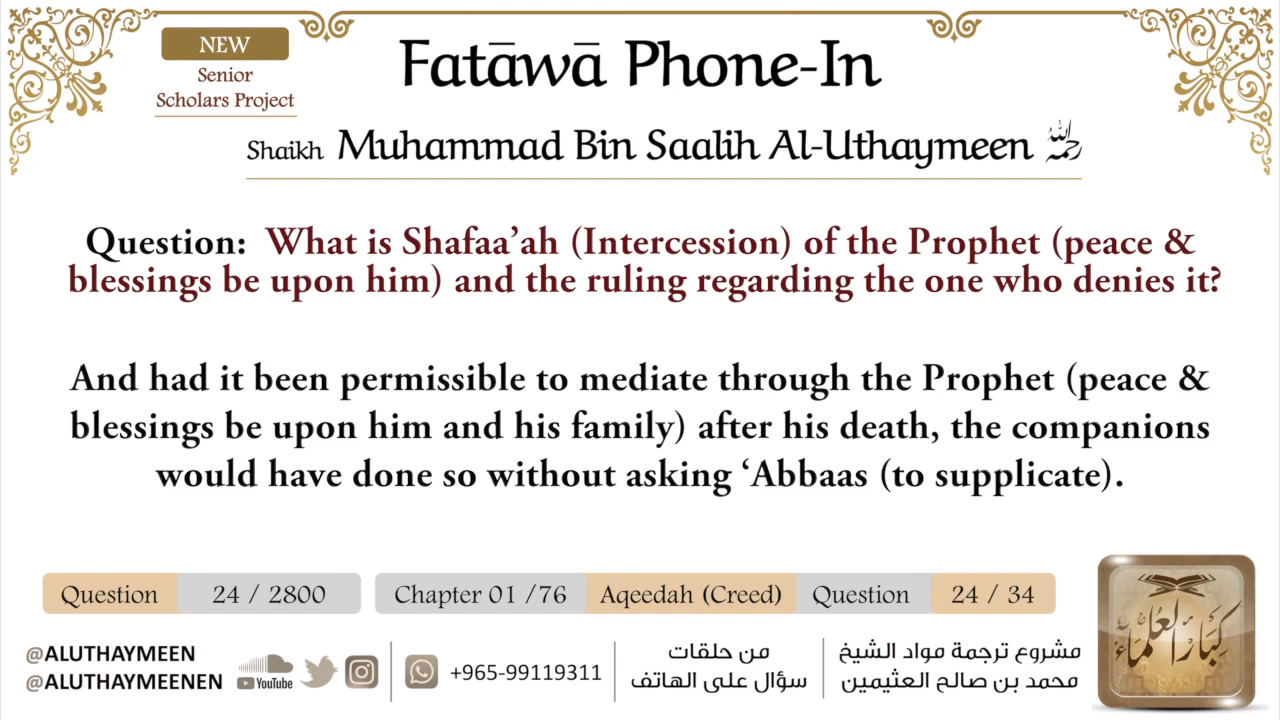 NEW
Senior
Scholars Project
Fatāwā Phone-In
Shaikh Muhammad Bin Saalih Al-Uthaymeen رحمه الله
Question: What is Shafaa’ah (Intercession) of the Prophet (peace &
blessings be upon him) and the ruling regarding the one who denies it?
And had it been permissible to mediate through the Prophet (peace &
blessings be upon him and his family) after his death, the companions
would have done so without asking ‘Abbaas (to supplicate).
Question 24 / 2800 Chapter 01 /76 Aqeedah (Creed) Question 24 / 34
@ALUTHAYMEEN
@ALUTHAYMEENEN
YouTube
+965-99119311
من حلقات
سؤال على الهاتف
مشروع ترجمة مواد الشيخ
محمد بن صالح العثيمين
كبار العلماء